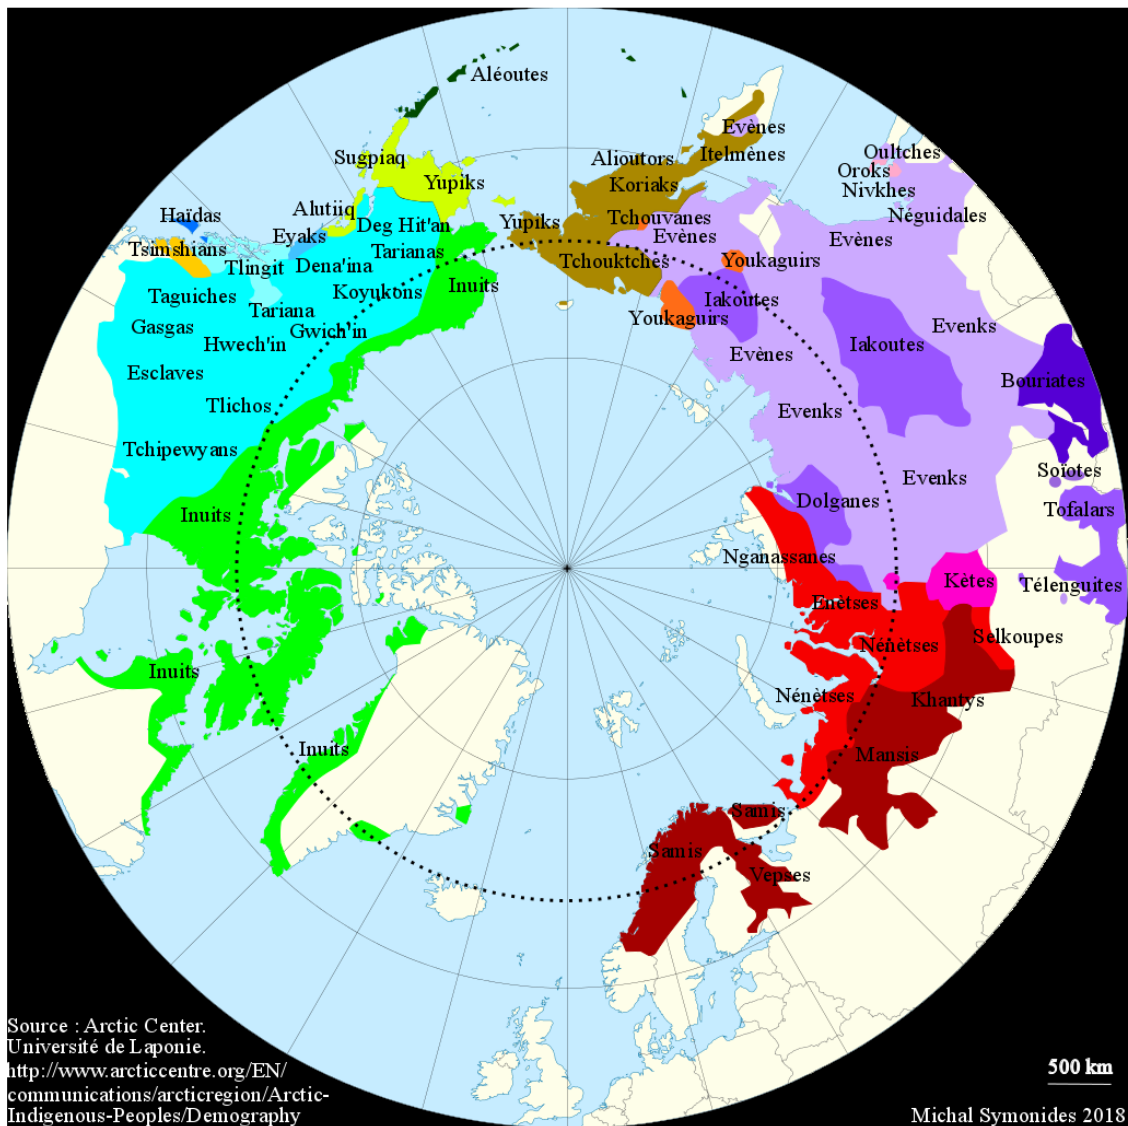 Aléoutes
Evènes
Sugpiaq
Alioutors
Itelmènes
Oultches
Oroks
Yupiks
Koriaks
Nivkhes
Haïdas
Alutiiq
Deg Hit'an
Yupiks
Tchouvanes
Néguidales
Tsimshians
Eyaks
Tarianas
Evènes
Evènes
Tlingit
Dena'ina
Tchouktches
Youkaguirs
Taguiches
Koyukons
Inuits
Iakoutes
Tariana
Youkaguirs
Gasgas
Gwich'in
Evenks
Hwech'in
Iakoutes
Evènes
Esclaves
Bouriates
Tlichos
Evenks
Tchipewyans
Soïotes
Evenks
Inuits
Dolganes
Tofalars
Nganassanes
Kètes
Télenguites
Enètses
Selkoupes
Nénètses
Inuits
Nénètses
Khantys
Inuits
Mansis
Samis
Samis
Vepses
Source : Arctic Center.
Université de Laponie.
http://www.arcticcentre.org/EN/
communications/arcticregion/Arctic-
Indigenous-Peoples/Demography
500 km
Michal Symonides 2018